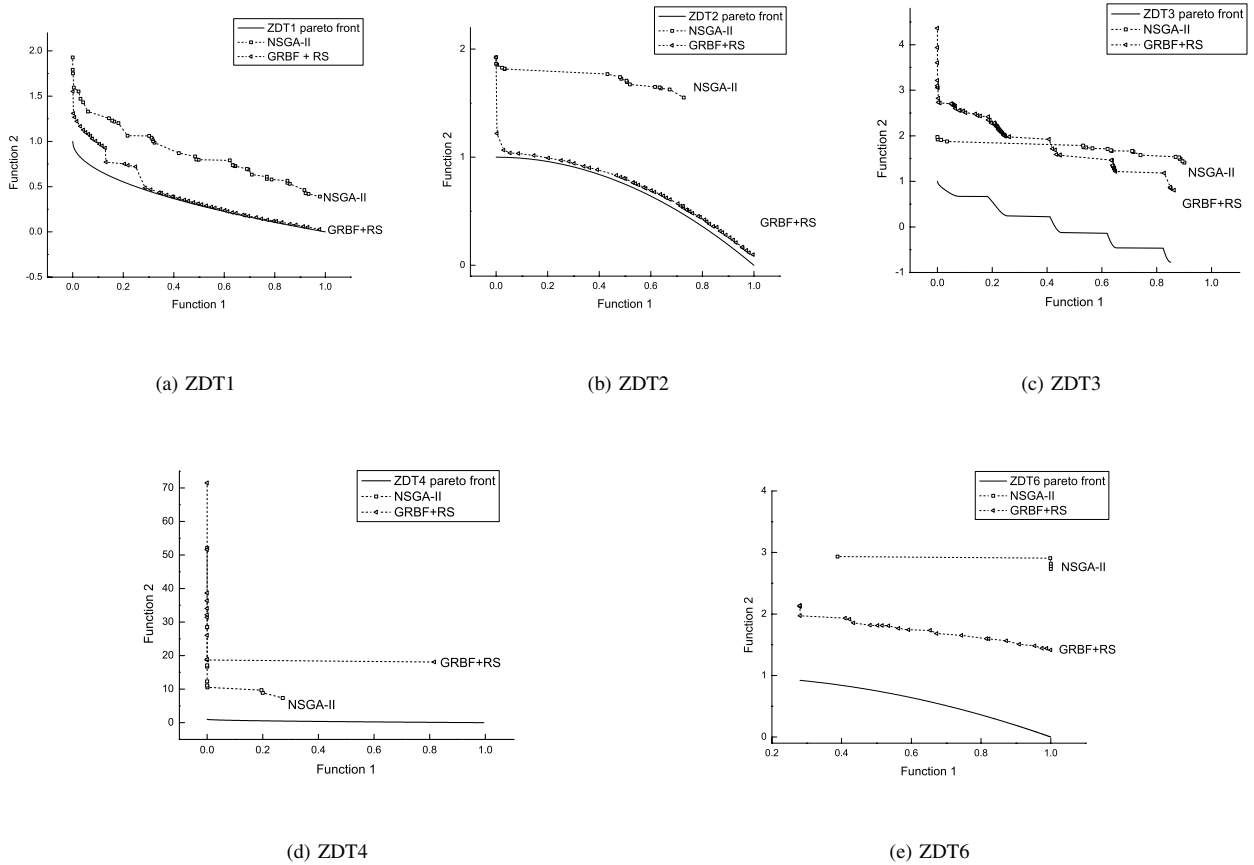 ZDT1 pareto front
NSGA-II
GRBF + RS
2.0
1.5
1.0
0.5
0.0
-0.5
Function 2
NSGA-II
GRBF+RS
0.0 0.2 0.4 0.6 0.8 1.0
Function 1
(a) ZDT1
ZDT2 pareto front
NSGA-II
GRBF+RS
2
1
0
Function 2
NSGA-II
GRBF+RS
0.0 0.2 0.4 0.6 0.8 1.0
Function 1
(b) ZDT2
ZDT3 pareto front
NSGA-II
GRBF+RS
4
3
2
1
0
-1
Function 2
NSGA-II
GRBF+RS
0.0 0.2 0.4 0.6 0.8 1.0
Function 1
(c) ZDT3
ZDT4 pareto front
NSGA-II
GRBF+RS
70
60
50
40
30
20
10
0
Function 2
GRBF+RS
NSGA-II
0.0 0.2 0.4 0.6 0.8 1.0
Function 1
(d) ZDT4
ZDT6 pareto front
NSGA-II
GRBF+RS
4
3
2
1
0
Function 2
NSGA-II
GRBF+RS
0.2 0.4 0.6 0.8 1.0
Function 1
(e) ZDT6